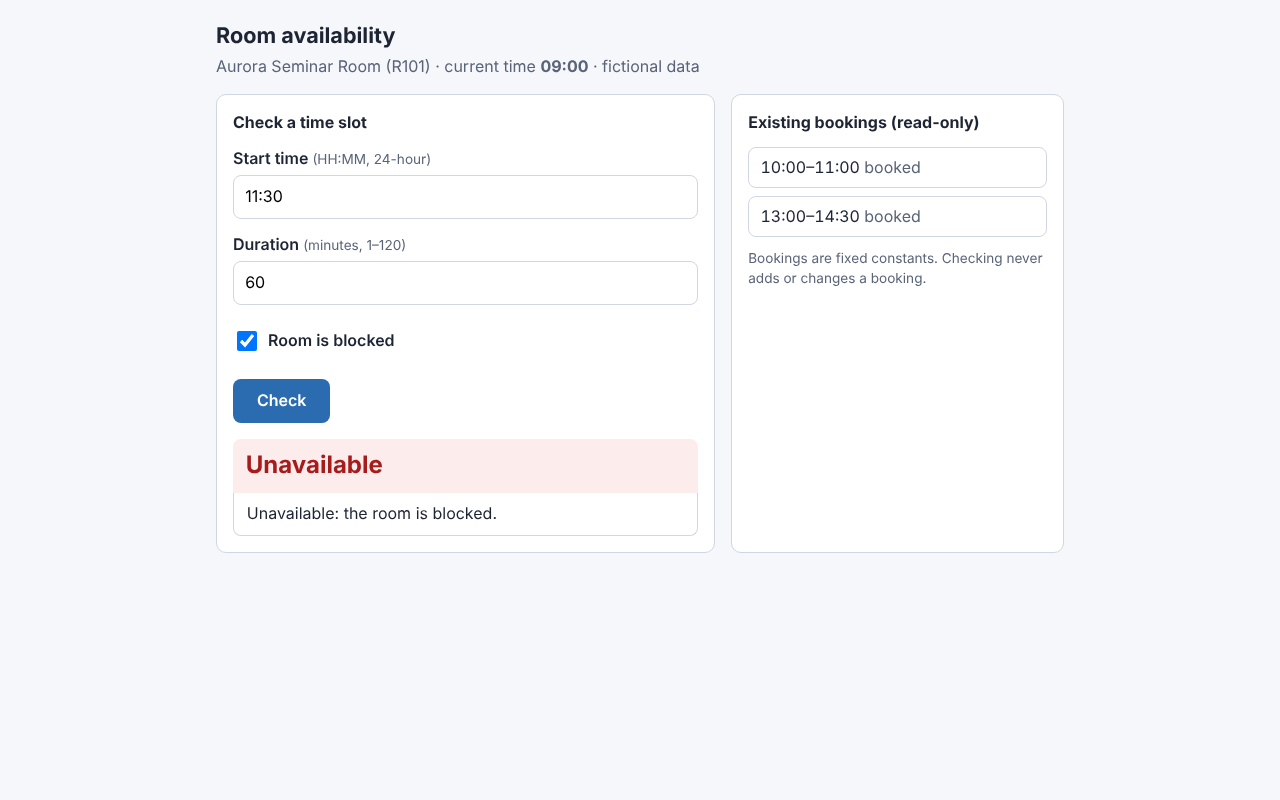 Room availability
Aurora Seminar Room (R101) · current time 09:00 · fictional data
Check a time slot
Start time (HH:MM, 24-hour)
11:30
Duration (minutes, 1–120)
60
Room is blocked
Check
Unavailable
Unavailable: the room is blocked.
Existing bookings (read-only)
10:00–11:00 booked
13:00–14:30 booked
Bookings are fixed constants. Checking never
adds or changes a booking.